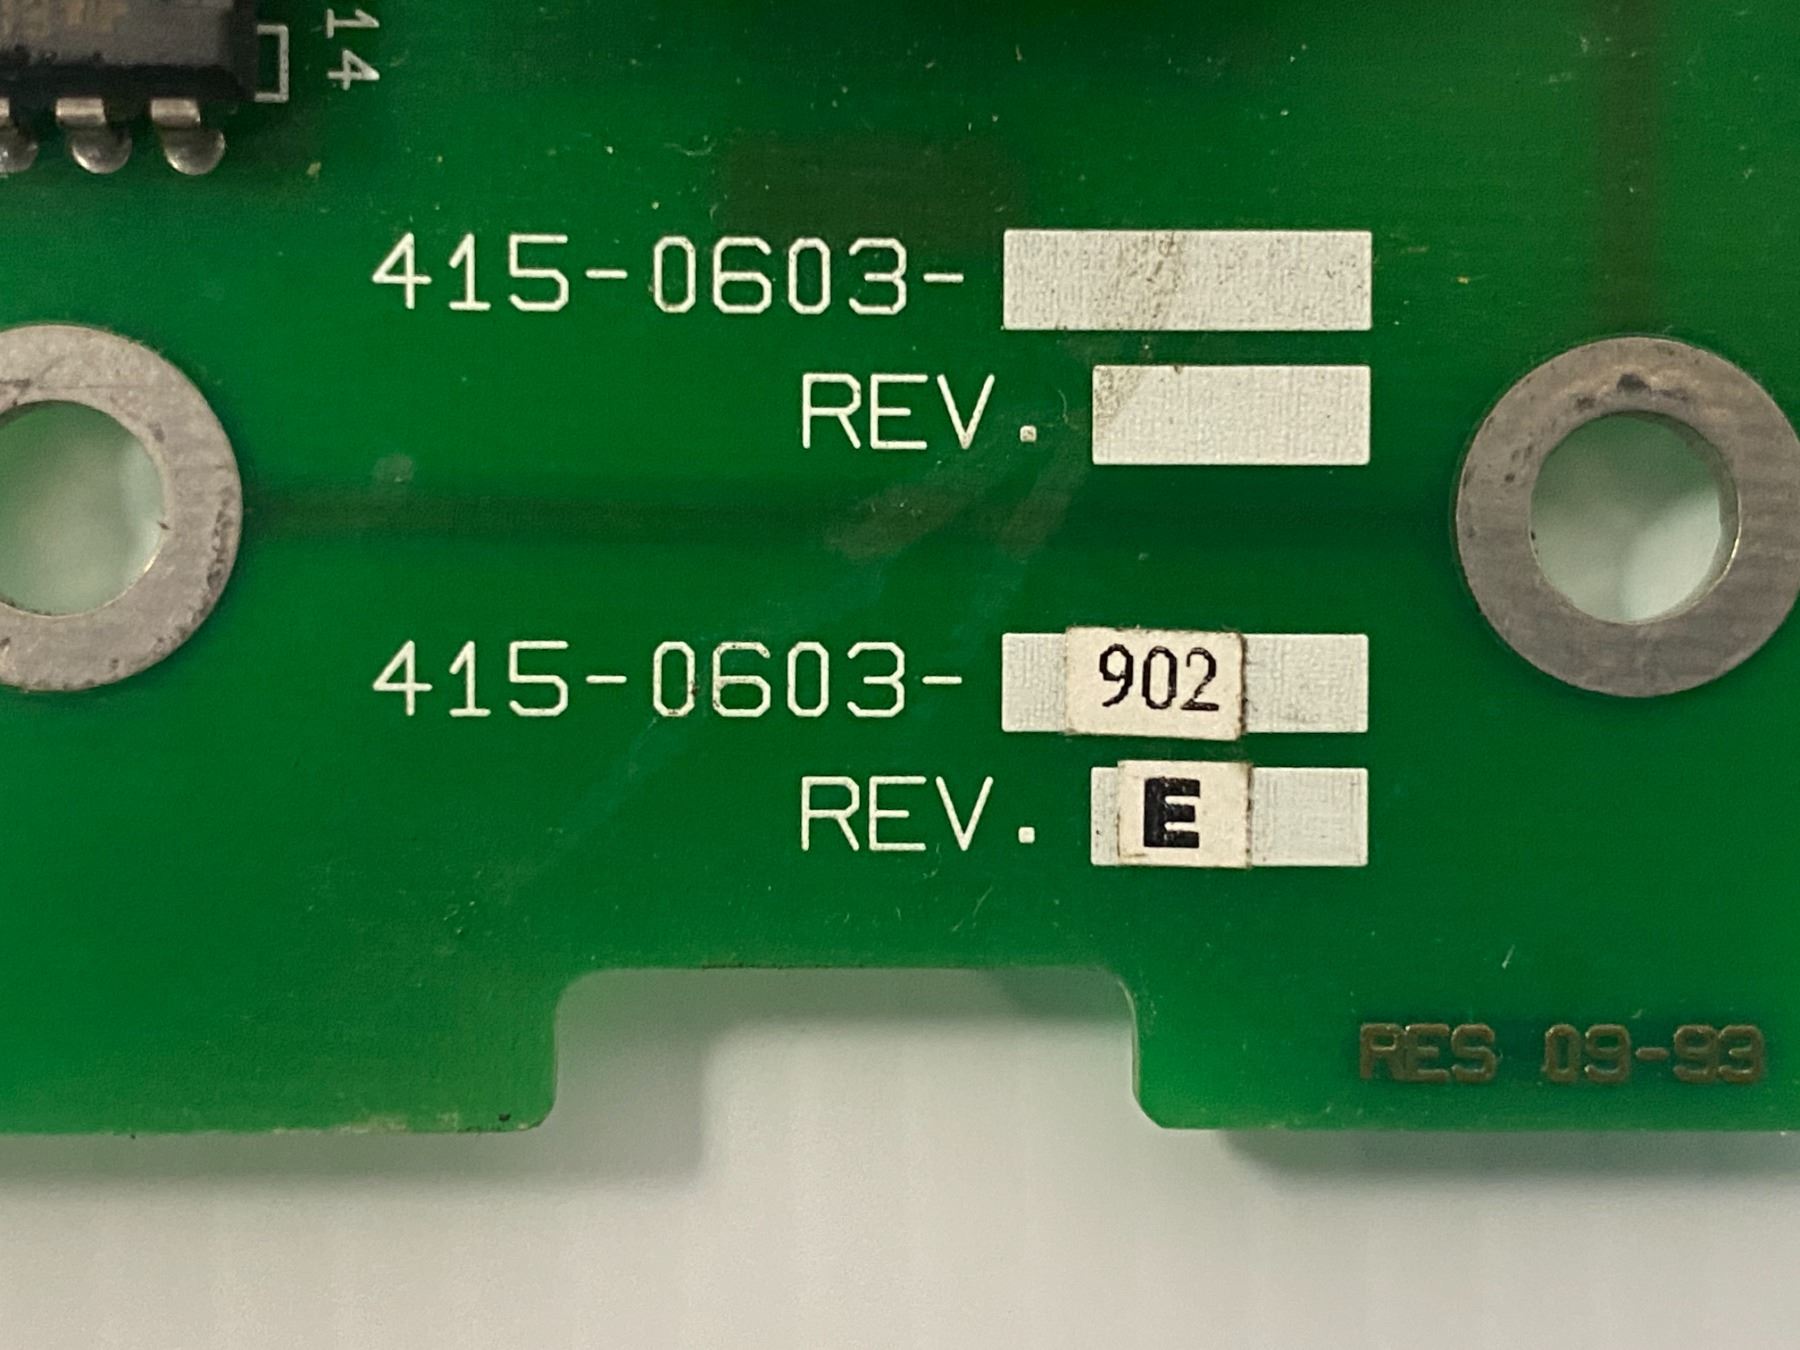 14
415-0603-
REV.
415-0603-902
REV. E
RES 09-93